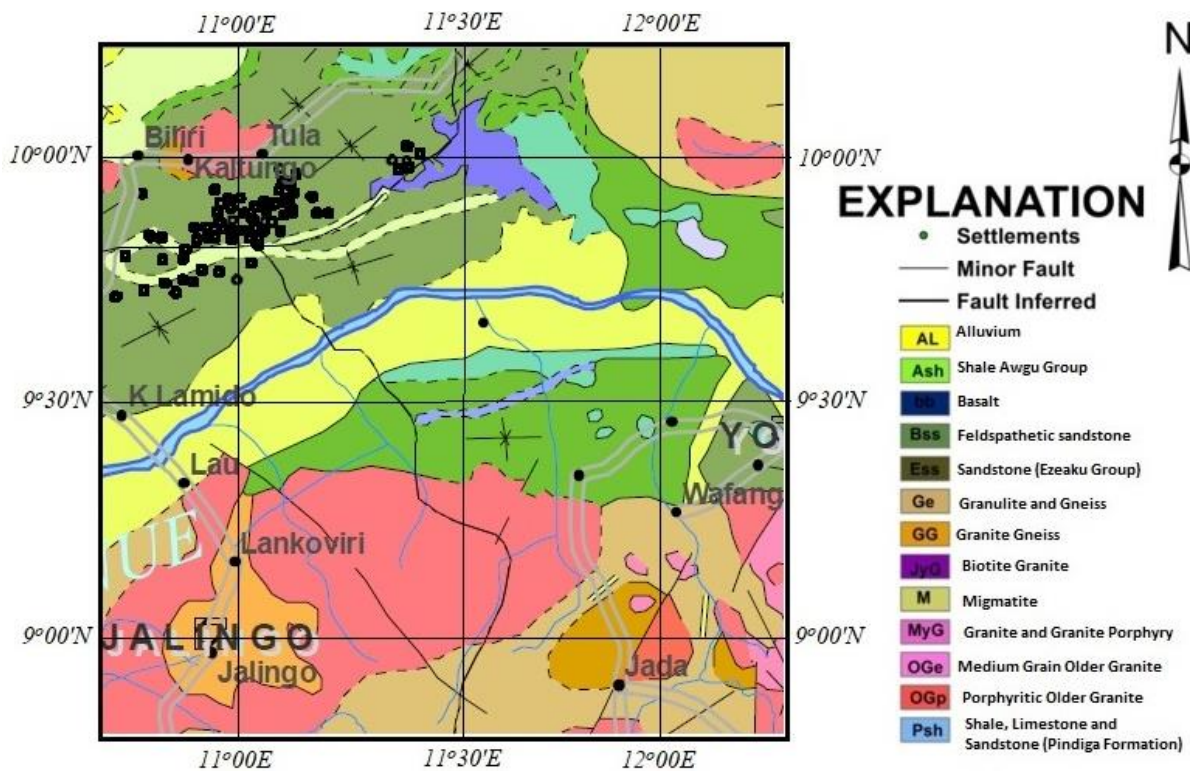 11°00'E 11°30'E 12°00'E
N
Biliri Tula
10°00'N Kaltungo 10°00'N
EXPLANATION
Settlements
Minor Fault
Fault Inferred
AL Alluvium
Ash Shale Awgu Group
bb Basalt
Bss Feldspathetic sandstone
Ess Sandstone (Ezeaku Group)
Ge Granulite and Gneiss
GG Granite Gneiss
JyG Biotite Granite
M Migmatite
MyG Granite and Granite Porphyry
OGe Medium Grain Older Granite
OGp Porphyritic Older Granite
Psh Shale, Limestone and
Sandstone (Pindiga Formation)
9°30'N K Lamido 9°30'N
YO
Lau
Wafang
NUE
Lankoviri
9°00'N JALINGO 9°00'N
Jalingo
Jada
11°00'E 11°30'E 12°00'E